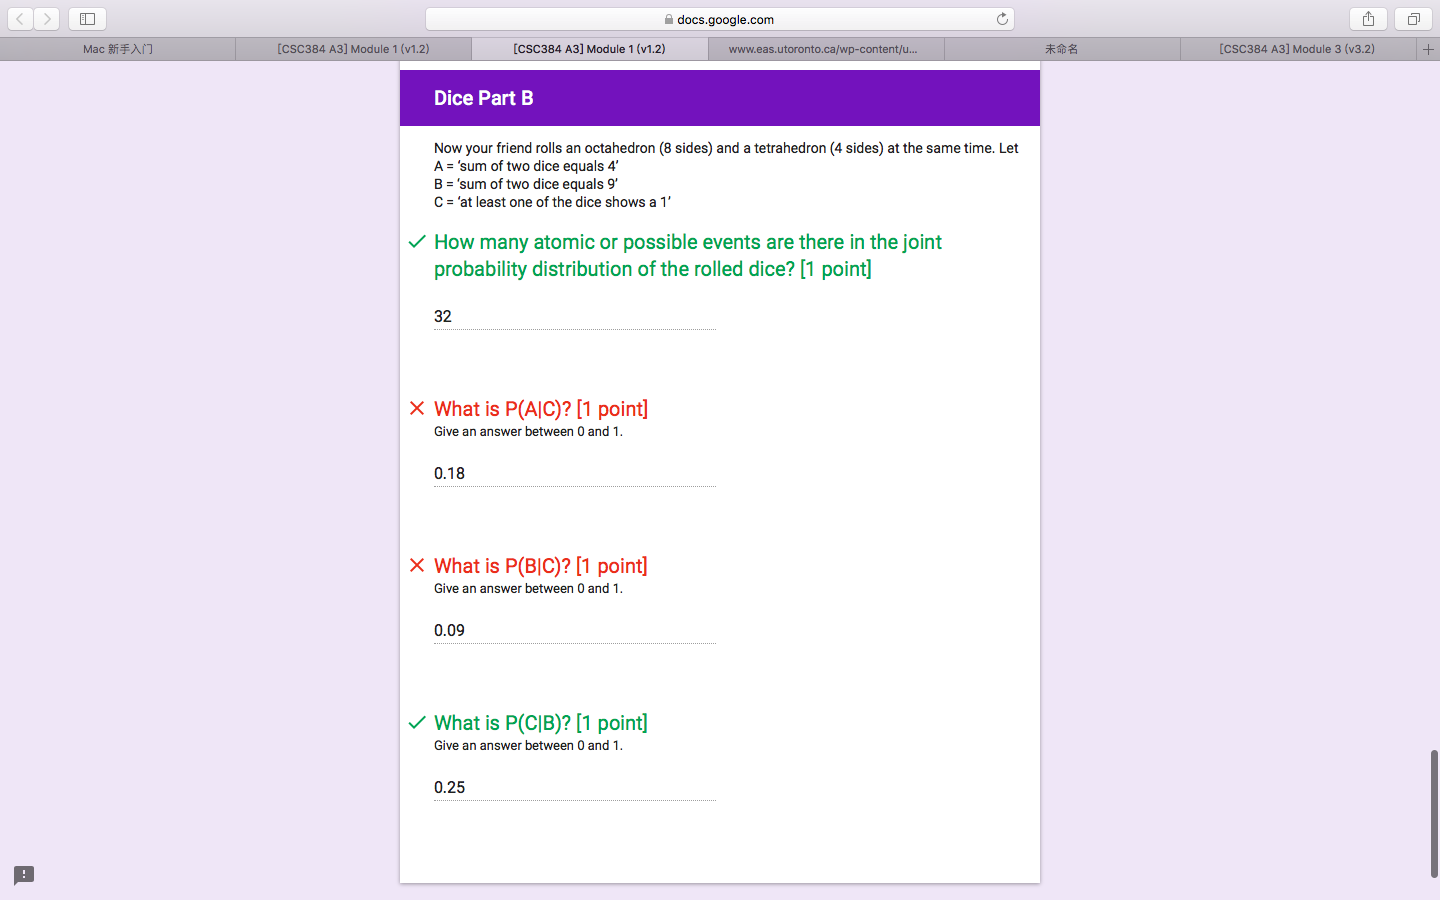 docs.google.com
Mac 新手入门
[CSC384 A3] Module 1 (v1.2)
[CSC384 A3] Module 1 (v1.2)
www.eas.utoronto.ca/wp-content/u...
未命名
[CSC384 A3] Module 3 (v3.2)
Dice Part B
Now your friend rolls an octahedron (8 sides) and a tetrahedron (4 sides) at the same time. Let
A = ‘sum of two dice equals 4’
B = ‘sum of two dice equals 9’
C = ‘at least one of the dice shows a 1’
How many atomic or possible events are there in the joint
probability distribution of the rolled dice? [1 point]
32
What is P(A|C)? [1 point]
Give an answer between 0 and 1.
0.18
What is P(B|C)? [1 point]
Give an answer between 0 and 1.
0.09
What is P(C|B)? [1 point]
Give an answer between 0 and 1.
0.25